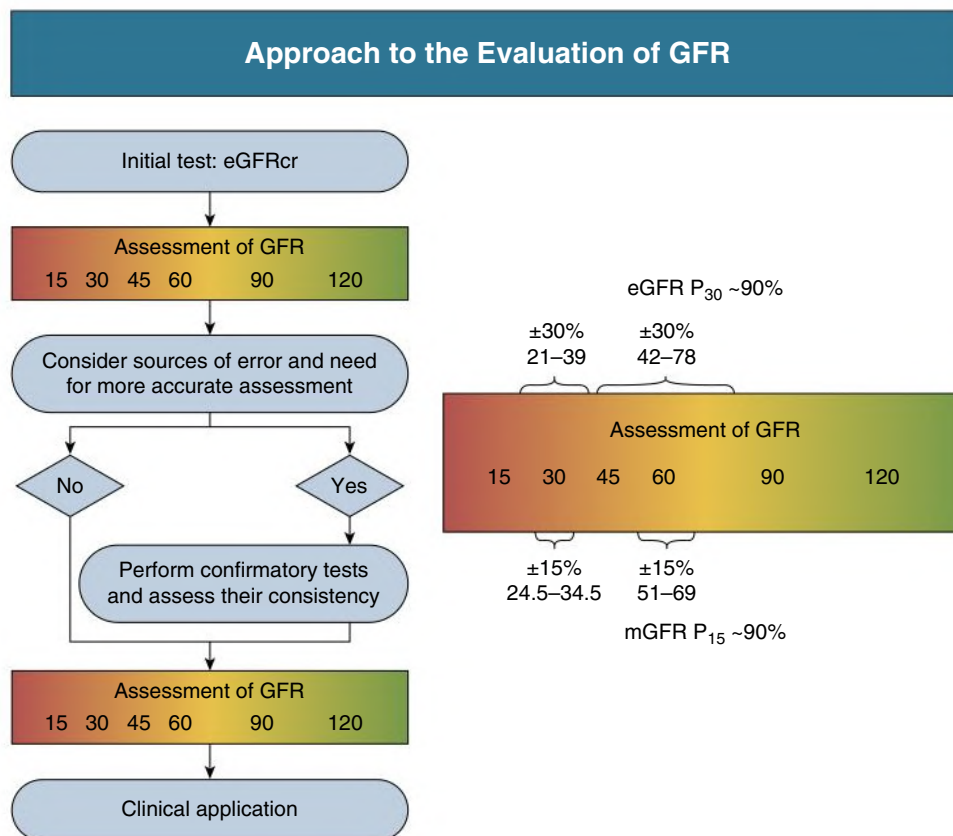 Approach to the Evaluation of GFR
Initial test: eGFRcr
Assessment of GFR
15 30 45 60 90 120
Consider sources of error and need
for more accurate assessment
No
Yes
Perform confirmatory tests
and assess their consistency
Assessment of GFR
15 30 45 60 90 120
Clinical application
eGFR P30 ~90%
±30% ±30%
21–39 42–78
Assessment of GFR
15 30 45 60 90 120
±15% ±15%
24.5–34.5 51–69
mGFR P15 ~90%